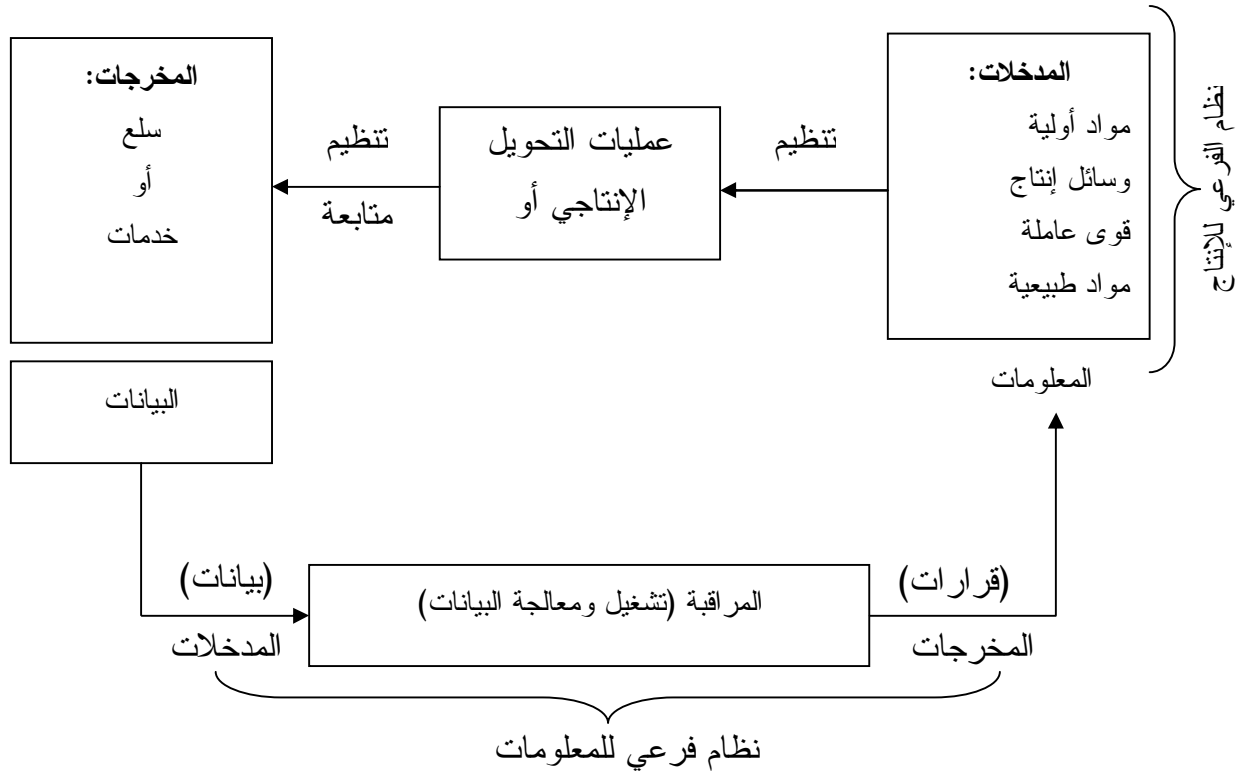 المدخلات:
مواد أولية
وسائل إنتاج
قوى عاملة
مواد طبيعية
نظام الفرعي للإنتاج
تنظيم
عمليات التحويل
الإنتاجي أو
تنظيم
متابعة
المخرجات:
سلع
أو
خدمات
المعلومات
البيانات
(قرارات)
المخرجات
المراقبة (تشغيل ومعالجة البيانات)
(بيانات)
المدخلات
نظام فرعي للمعلومات